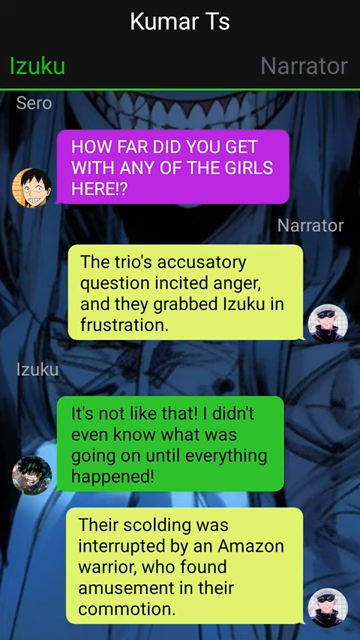 Kumar Ts
Izuku
Narrator
Sero
HOW FAR DID YOU GET
WITH ANY OF THE GIRLS
HERE!?
Narrator
The trio's accusatory
question incited anger,
and they grabbed Izuku in
frustration.
Izuku
It's not like that! I didn't
even know what was
going on until everything
happened!
Their scolding was
interrupted by an Amazon
warrior, who found
amusement in their
commotion.